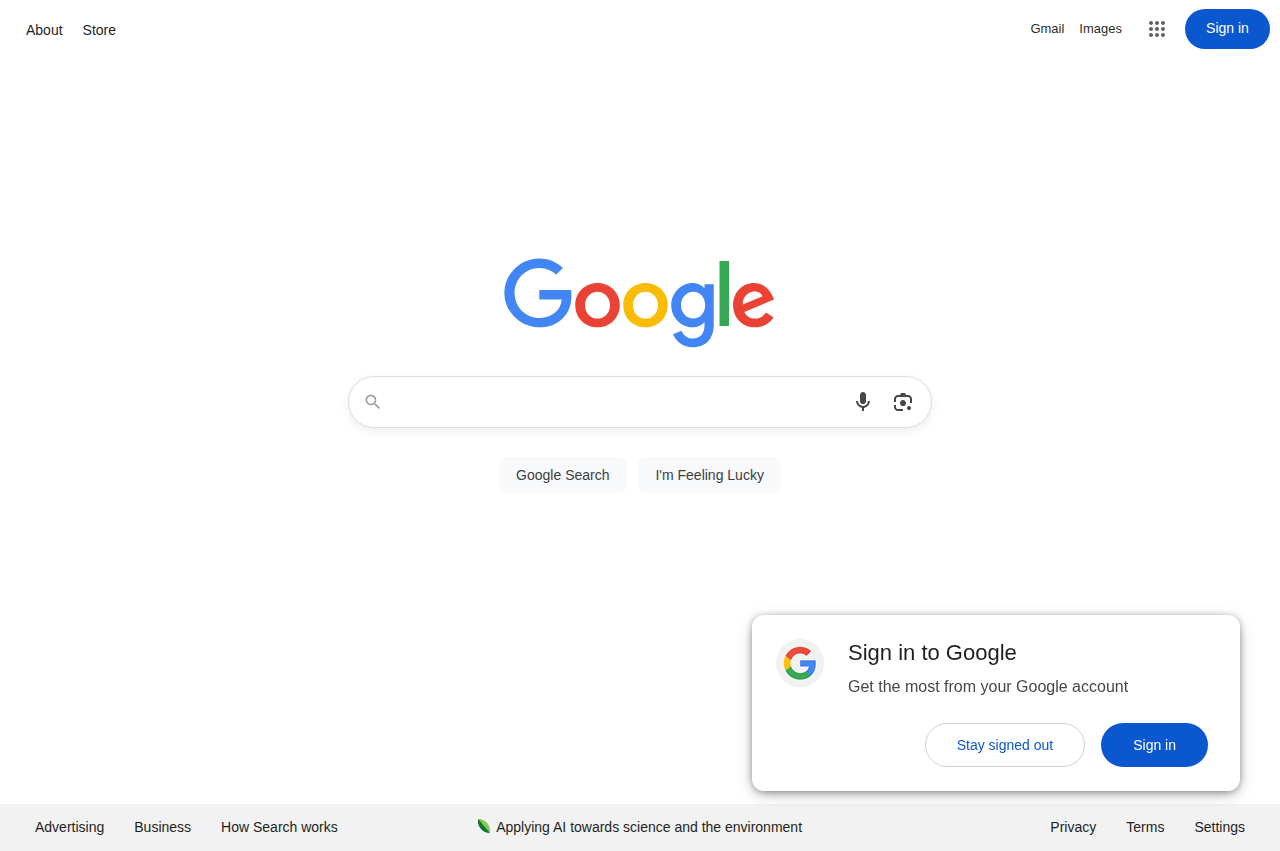 About Store Gmail Images Sign in
Google
Google Search I'm Feeling Lucky
Sign in to Google
Get the most from your Google account
Stay signed out Sign in
Advertising Business How Search works Applying AI towards science and the environment Privacy Terms Settings